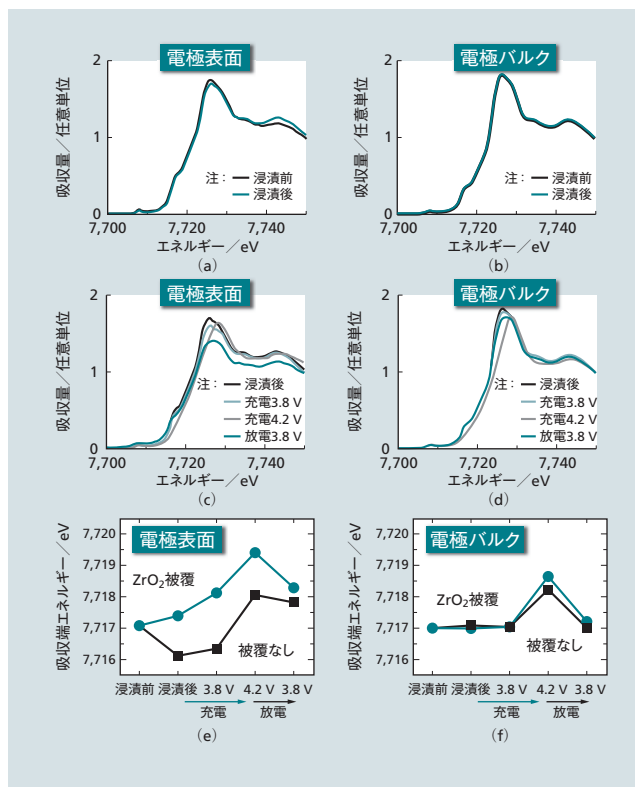 電極表面
吸収量／任意単位
2
1
0
注：
浸漬前
浸漬後
7,700
7,720
7,740
エネルギー／eV
(a)
電極バルク
吸収量／任意単位
2
1
0
注：
浸漬前
浸漬後
7,700
7,720
7,740
エネルギー／eV
(b)
電極表面
吸収量／任意単位
2
1
0
注：
浸漬後
充電3.8 V
充電4.2 V
放電3.8 V
7,700
7,720
7,740
エネルギー／eV
(c)
電極バルク
吸収量／任意単位
2
1
0
注：
浸漬後
充電3.8 V
充電4.2 V
放電3.8 V
7,700
7,720
7,740
エネルギー／eV
(d)
電極表面
吸収端エネルギー／eV
7,720
7,719
7,718
7,717
7,716
ZrO₂被覆
被覆なし
浸漬前
浸漬後
3.8 V
4.2 V
3.8 V
充電
放電
(e)
電極バルク
吸収端エネルギー／eV
7,720
7,719
7,718
7,717
7,716
ZrO₂被覆
被覆なし
浸漬前
浸漬後
3.8 V
4.2 V
3.8 V
充電
放電
(f)